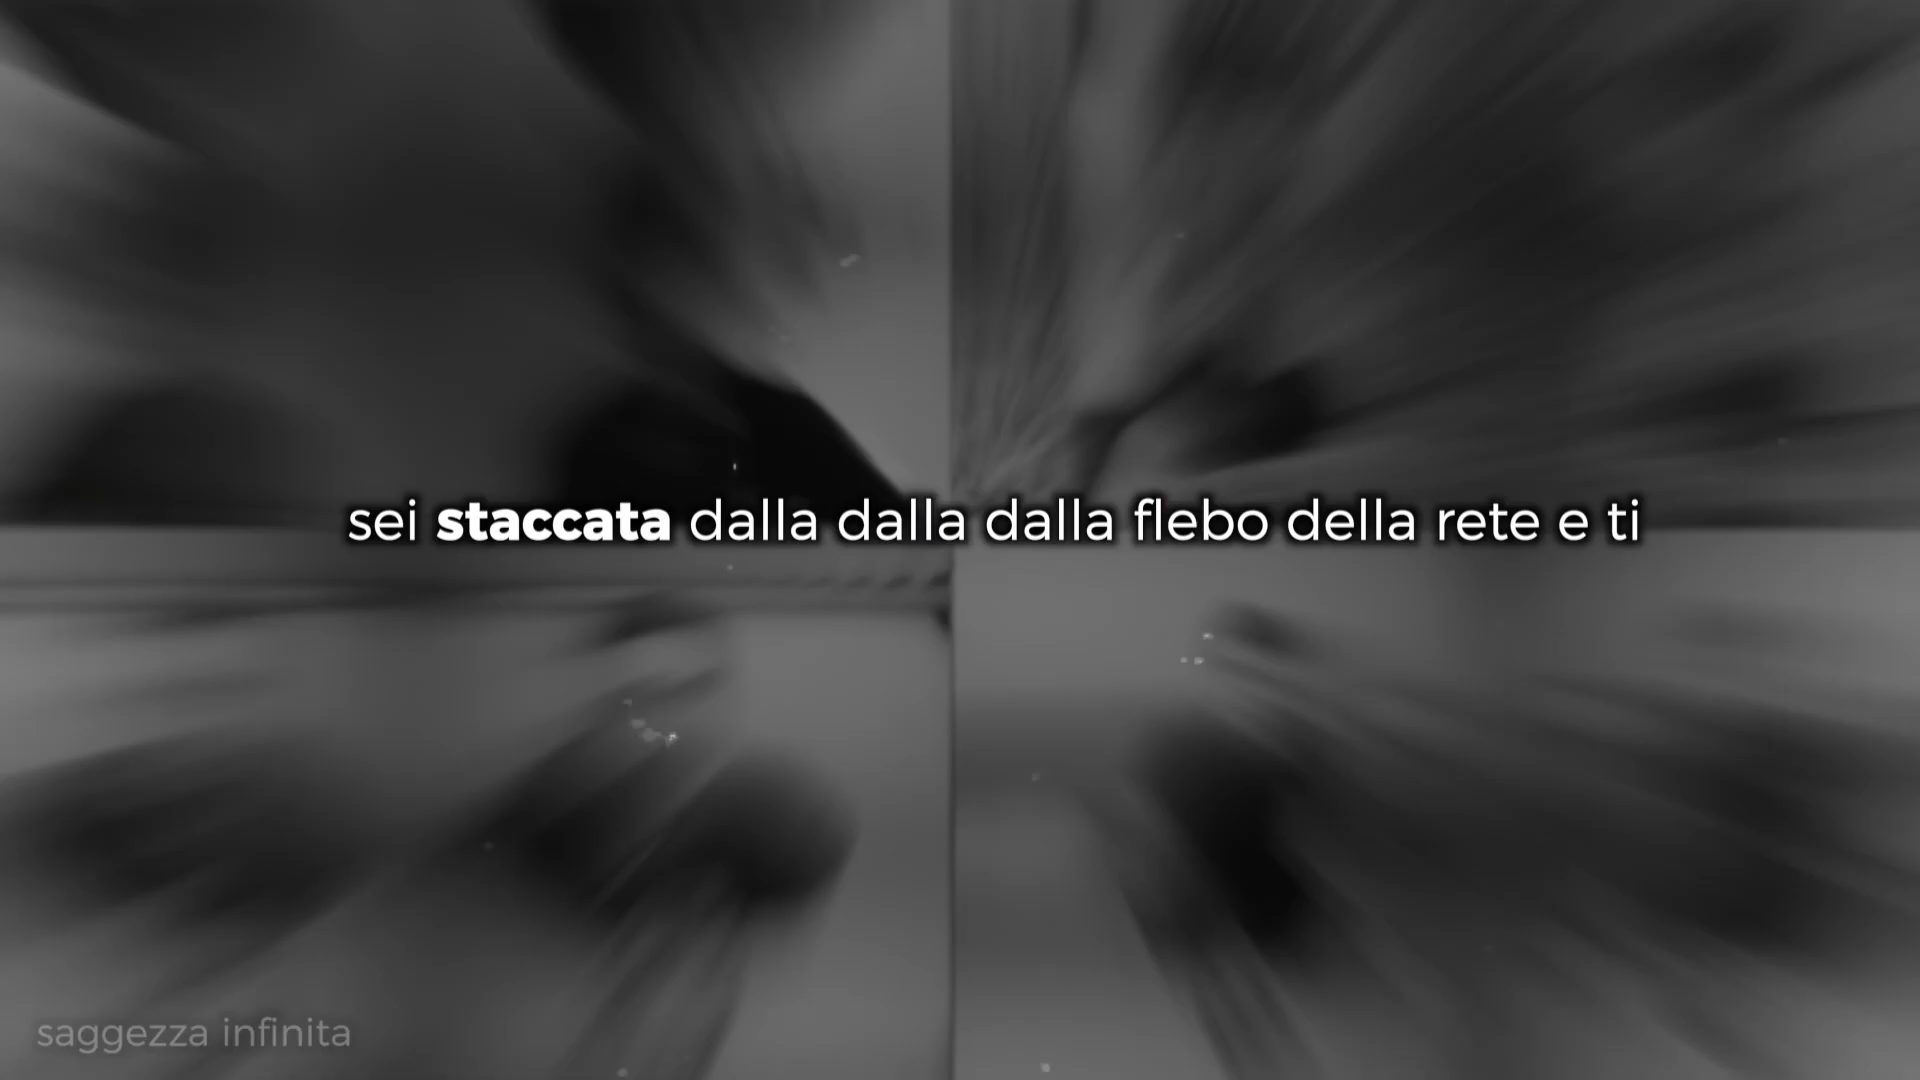 sei staccata dalla dalla dalla flebo della rete e ti
saggezza infinita